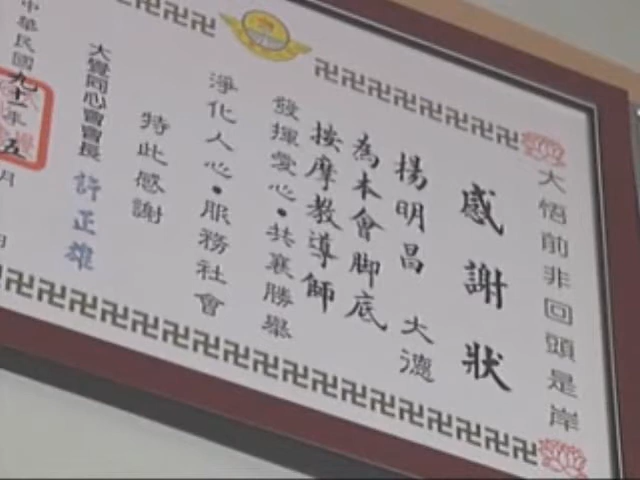 大悟前非回頭是岸
感謝狀
楊明昌大德
為本會脚底
按摩教導師
發揮愛心•共襄勝舉
淨化人心•服務社會
特此感謝
大覺同心會會長 許正雄
中華民國九十一年五月